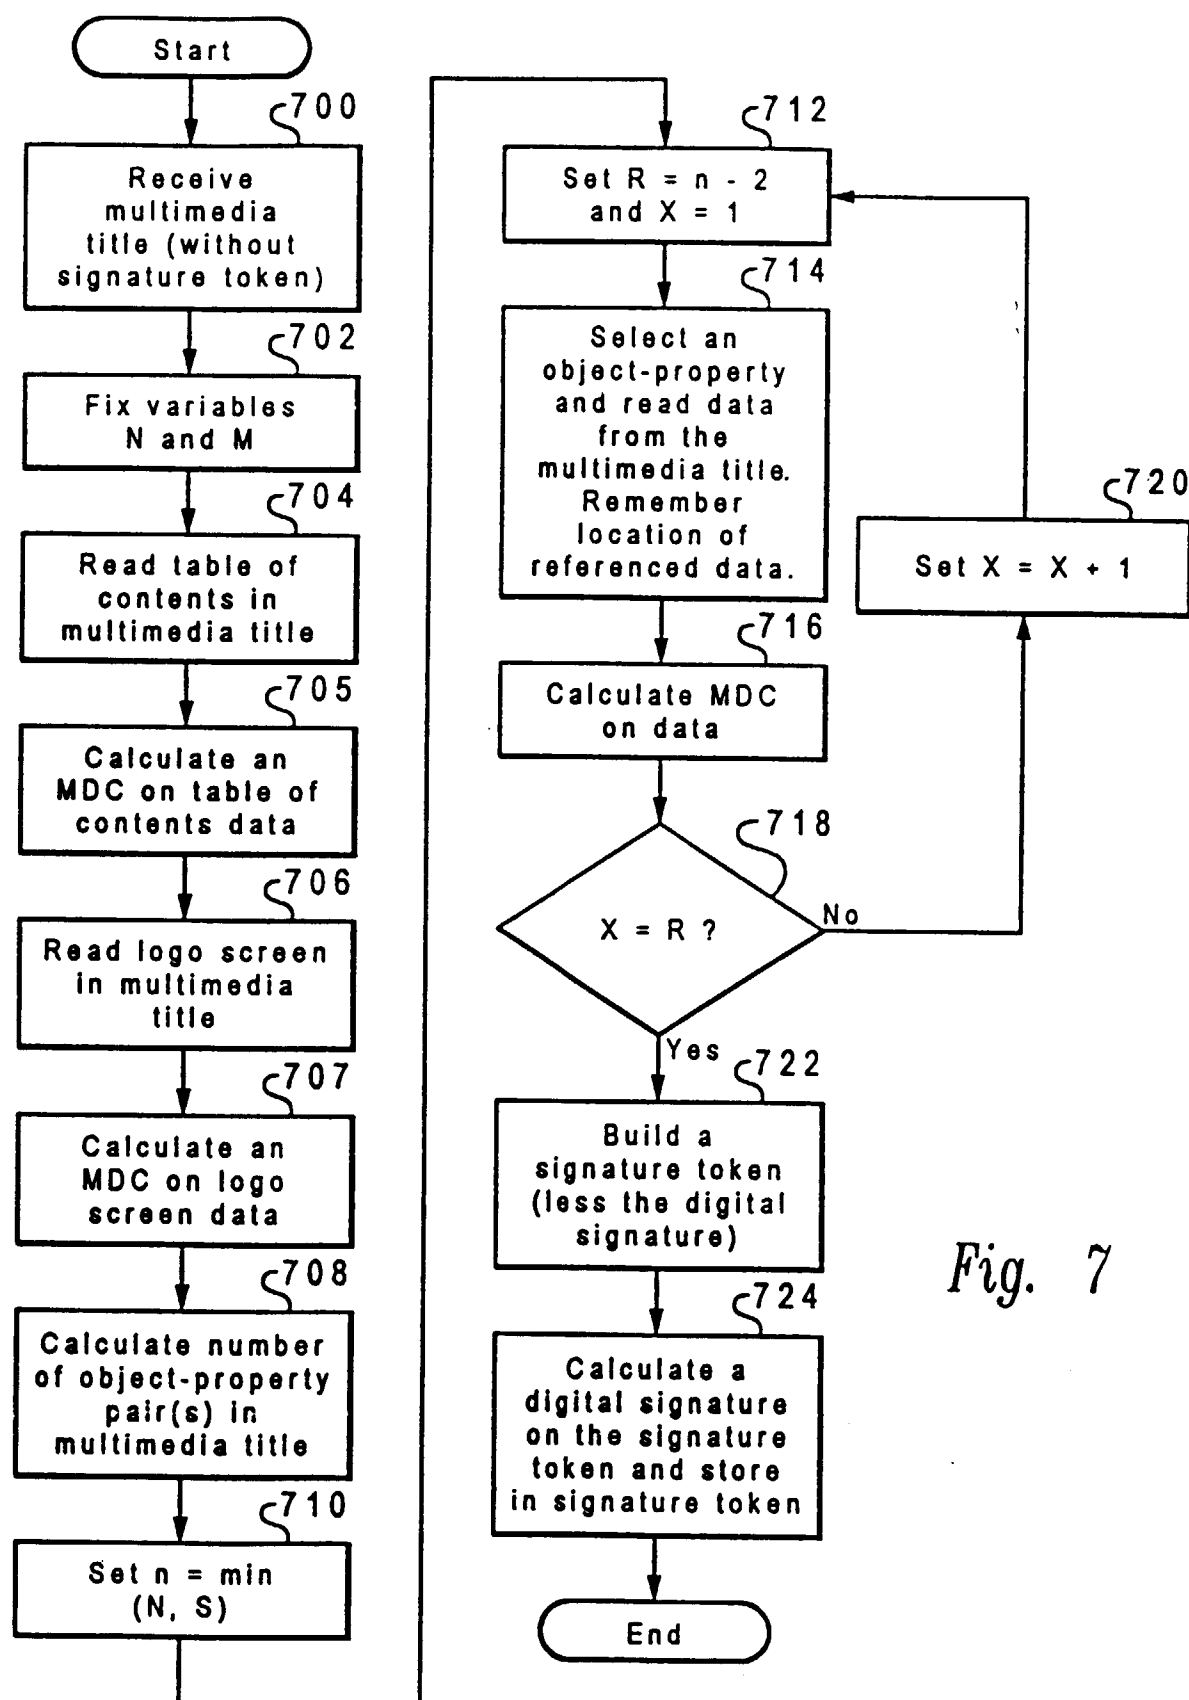 Start
700
Receive
multimedia
title (without
signature token)
702
Fix variables
N and M
704
Read table of
contents in
multimedia title
705
Calculate an
MDC on table of
contents data
706
Read logo screen
in multimedia
title
707
Calculate an
MDC on logo
screen data
708
Calculate number
of object-property
pair(s) in
multimedia title
710
Set n = min
(N, S)
712
Set R = n - 2
and X = 1
714
Select an
object-property
and read data
from the
multimedia title.
Remember
location of
referenced data.
716
Calculate MDC
on data
718
X = R ?
No
Yes
720
Set X = X + 1
722
Build a
signature token
(less the digital
signature)
724
Calculate a
digital signature
on the signature
token and store
in signature token
End
Fig. 7